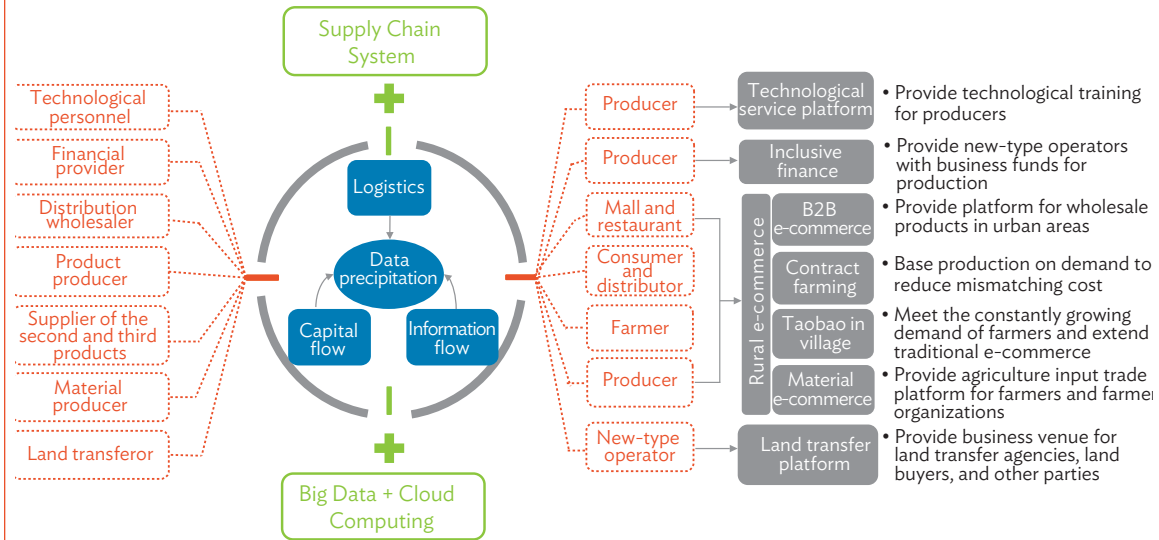 Supply Chain
System
Technological
personnel
Financial
provider
Distribution
wholesaler
Product
producer
Supplier of the
second and third
products
Material
producer
Land transferor
Logistics
Data
precipitation
Capital
flow
Information
flow
Big Data + Cloud
Computing
Producer
Producer
Mall and
restaurant
Consumer
and
distributor
Farmer
Producer
New-type
operator
Technological
service platform
Inclusive
finance
Rural e-commerce
B2B
e-commerce
Contract
farming
Taobao in
village
Material
e-commerce
Land transfer
platform
• Provide technological training
for producers
• Provide new-type operators
with business funds for
production
• Provide platform for wholesale
products in urban areas
• Base production on demand to
reduce mismatching cost
• Meet the constantly growing
demand of farmers and extend
traditional e-commerce
• Provide agriculture input trade
platform for farmers and farmer
organizations
• Provide business venue for
land transfer agencies, land
buyers, and other parties